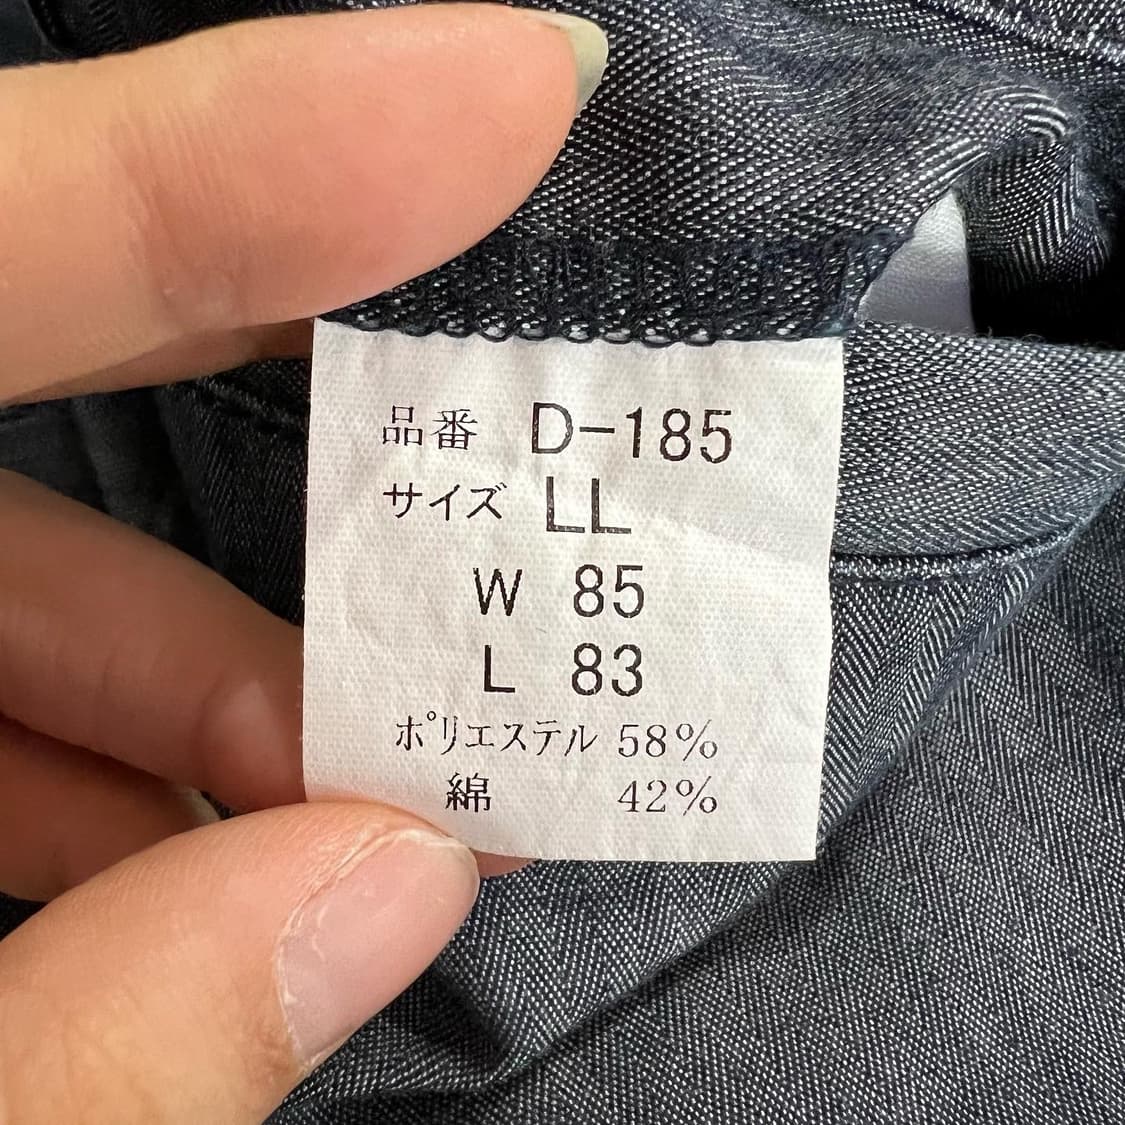 品番 D-185
サイズ LL
W 85
L 83
ポリエステル 58%
綿 42%